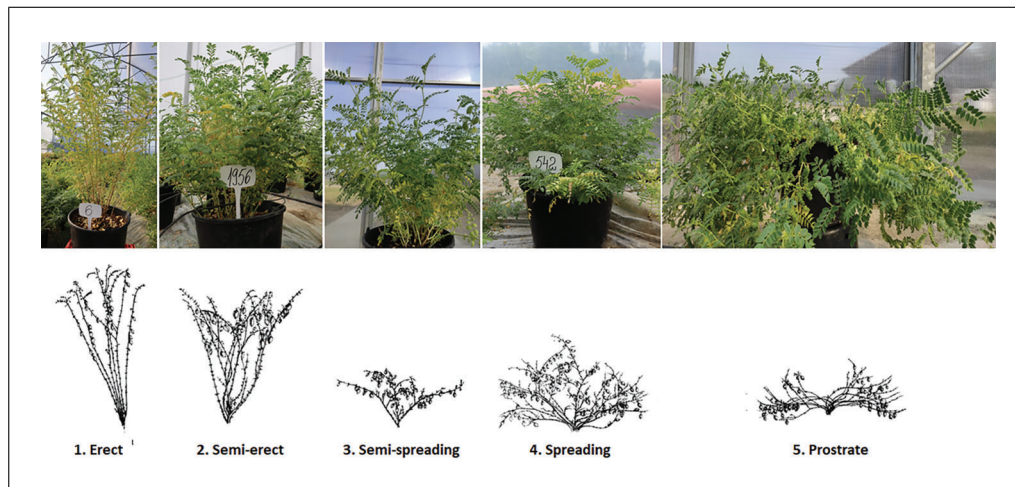 6
1956
542
1. Erect
2. Semi-erect
3. Semi-spreading
4. Spreading
5. Prostrate